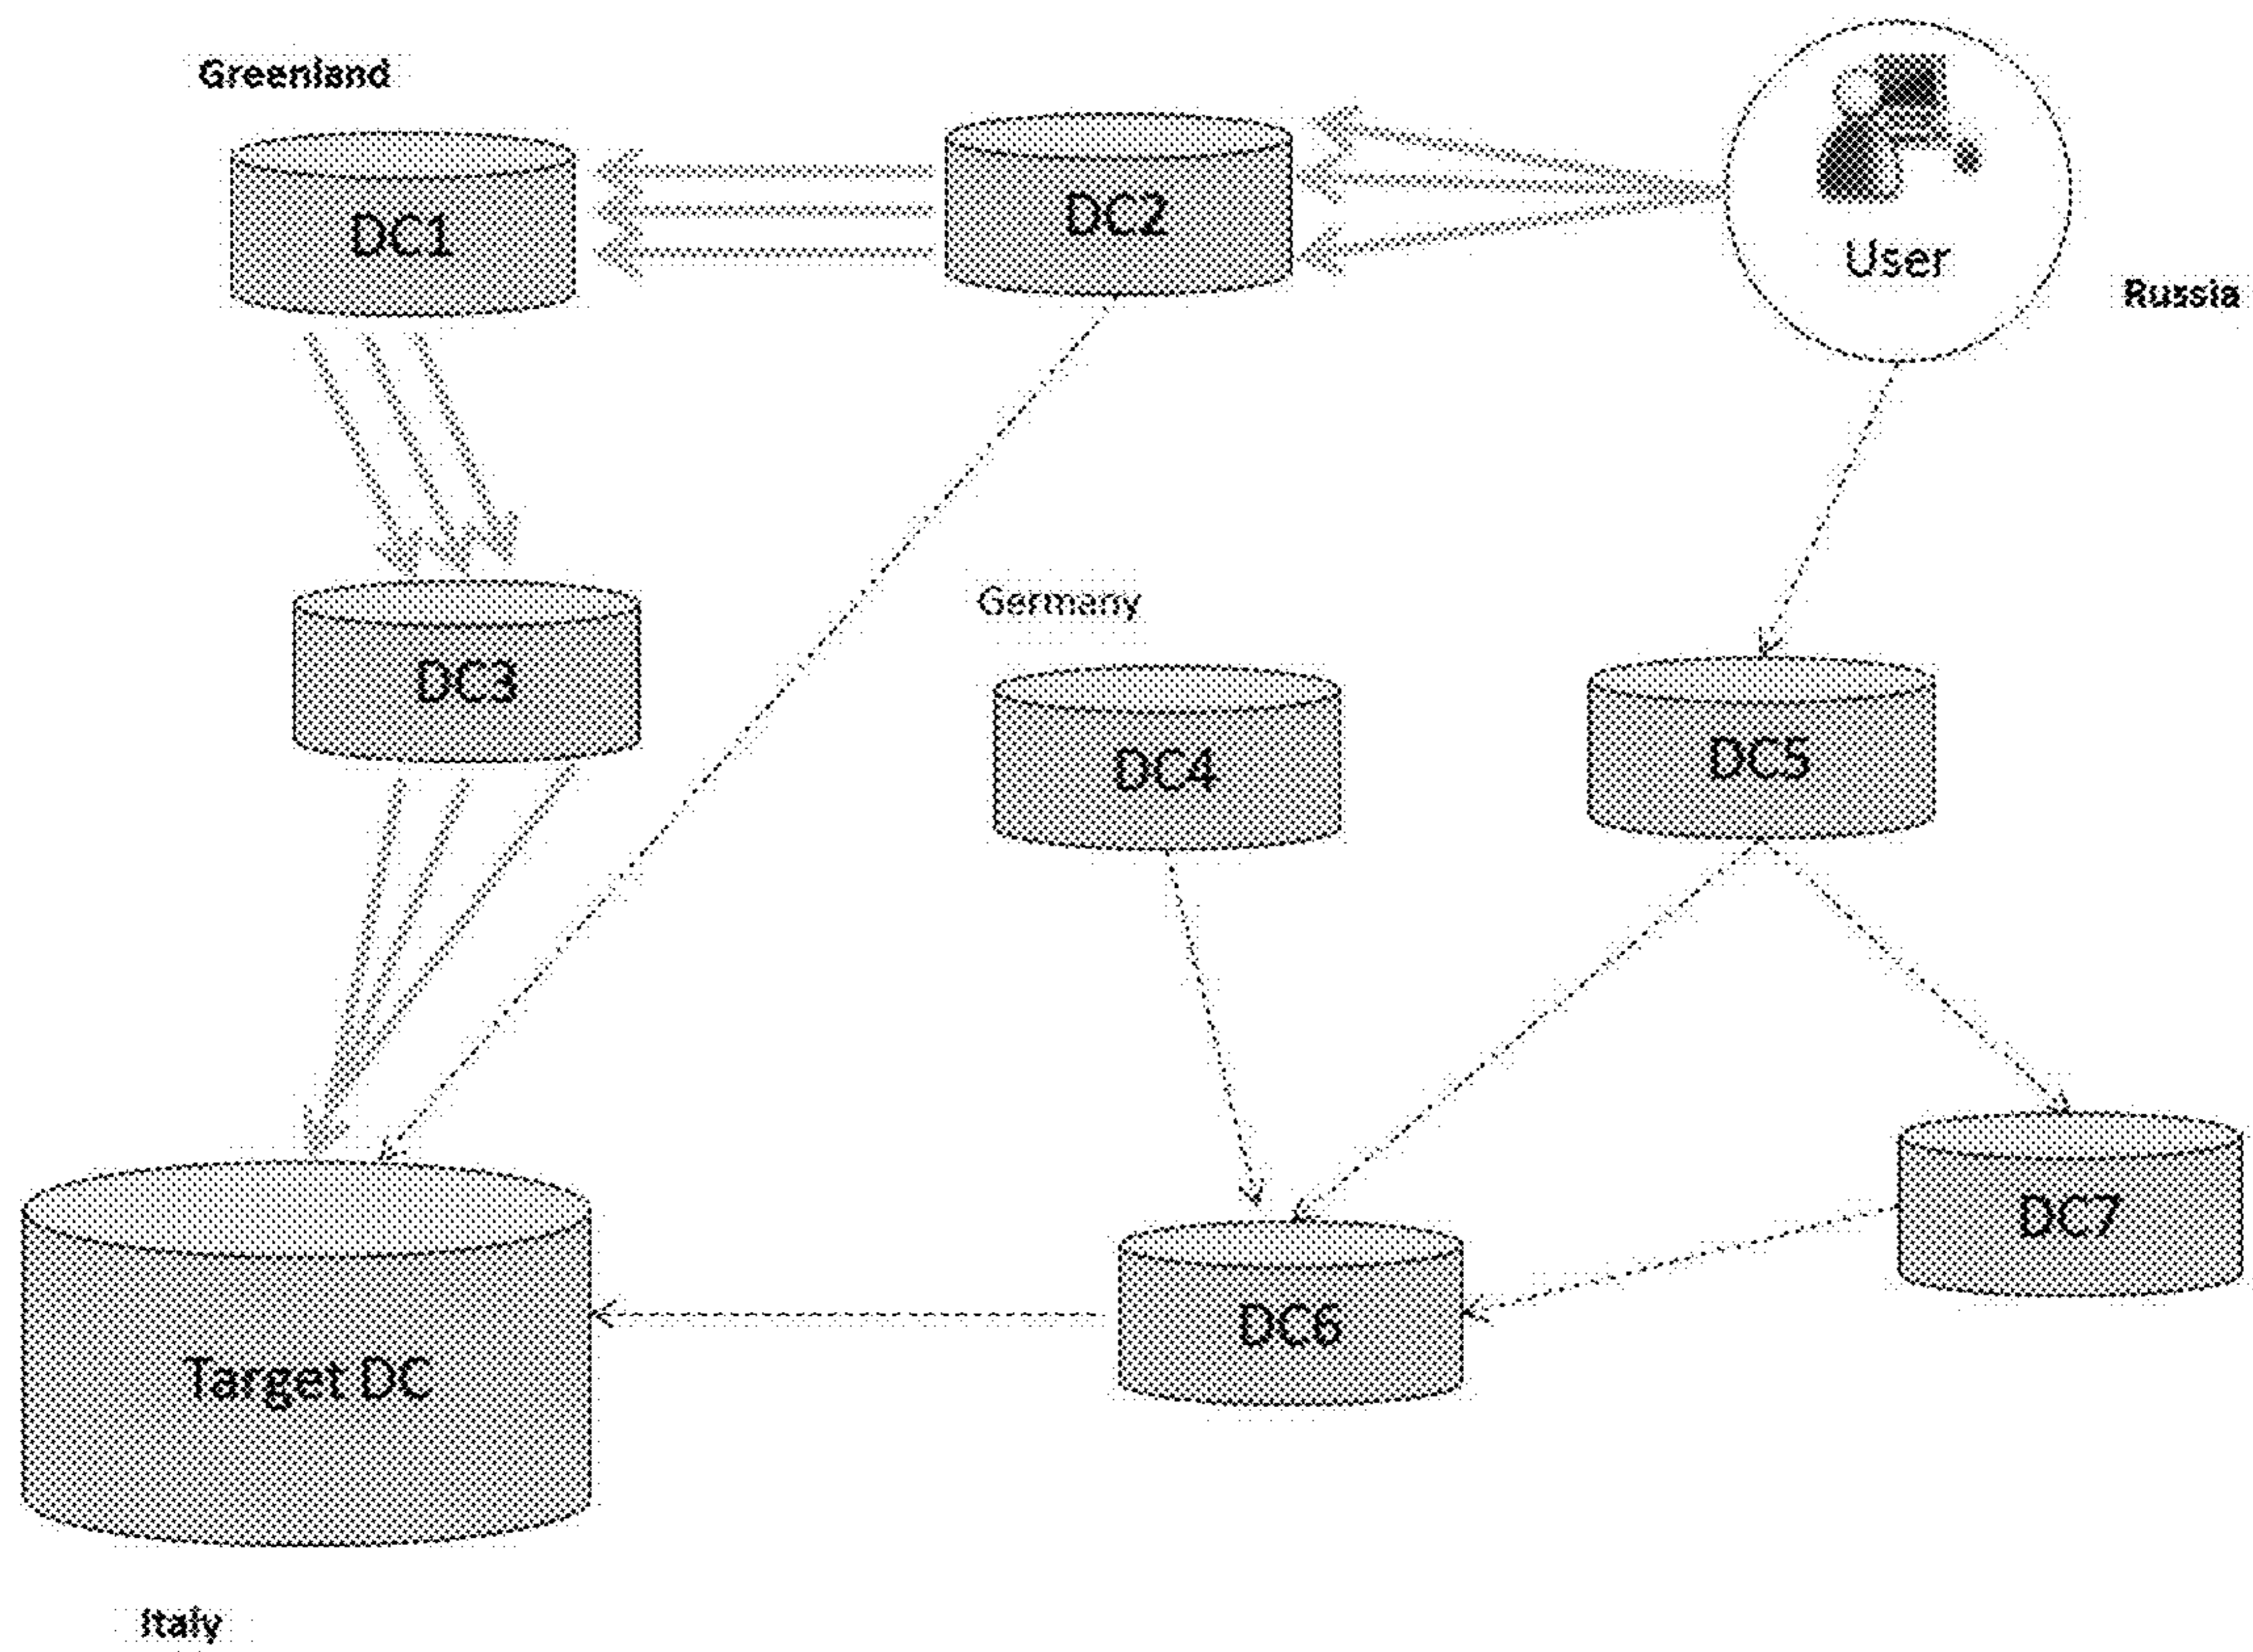 Greenland
DC1
DC2
User
Russia
DC3
Germany
DC4
DC5
DC7
DC6
Target DC
Italy